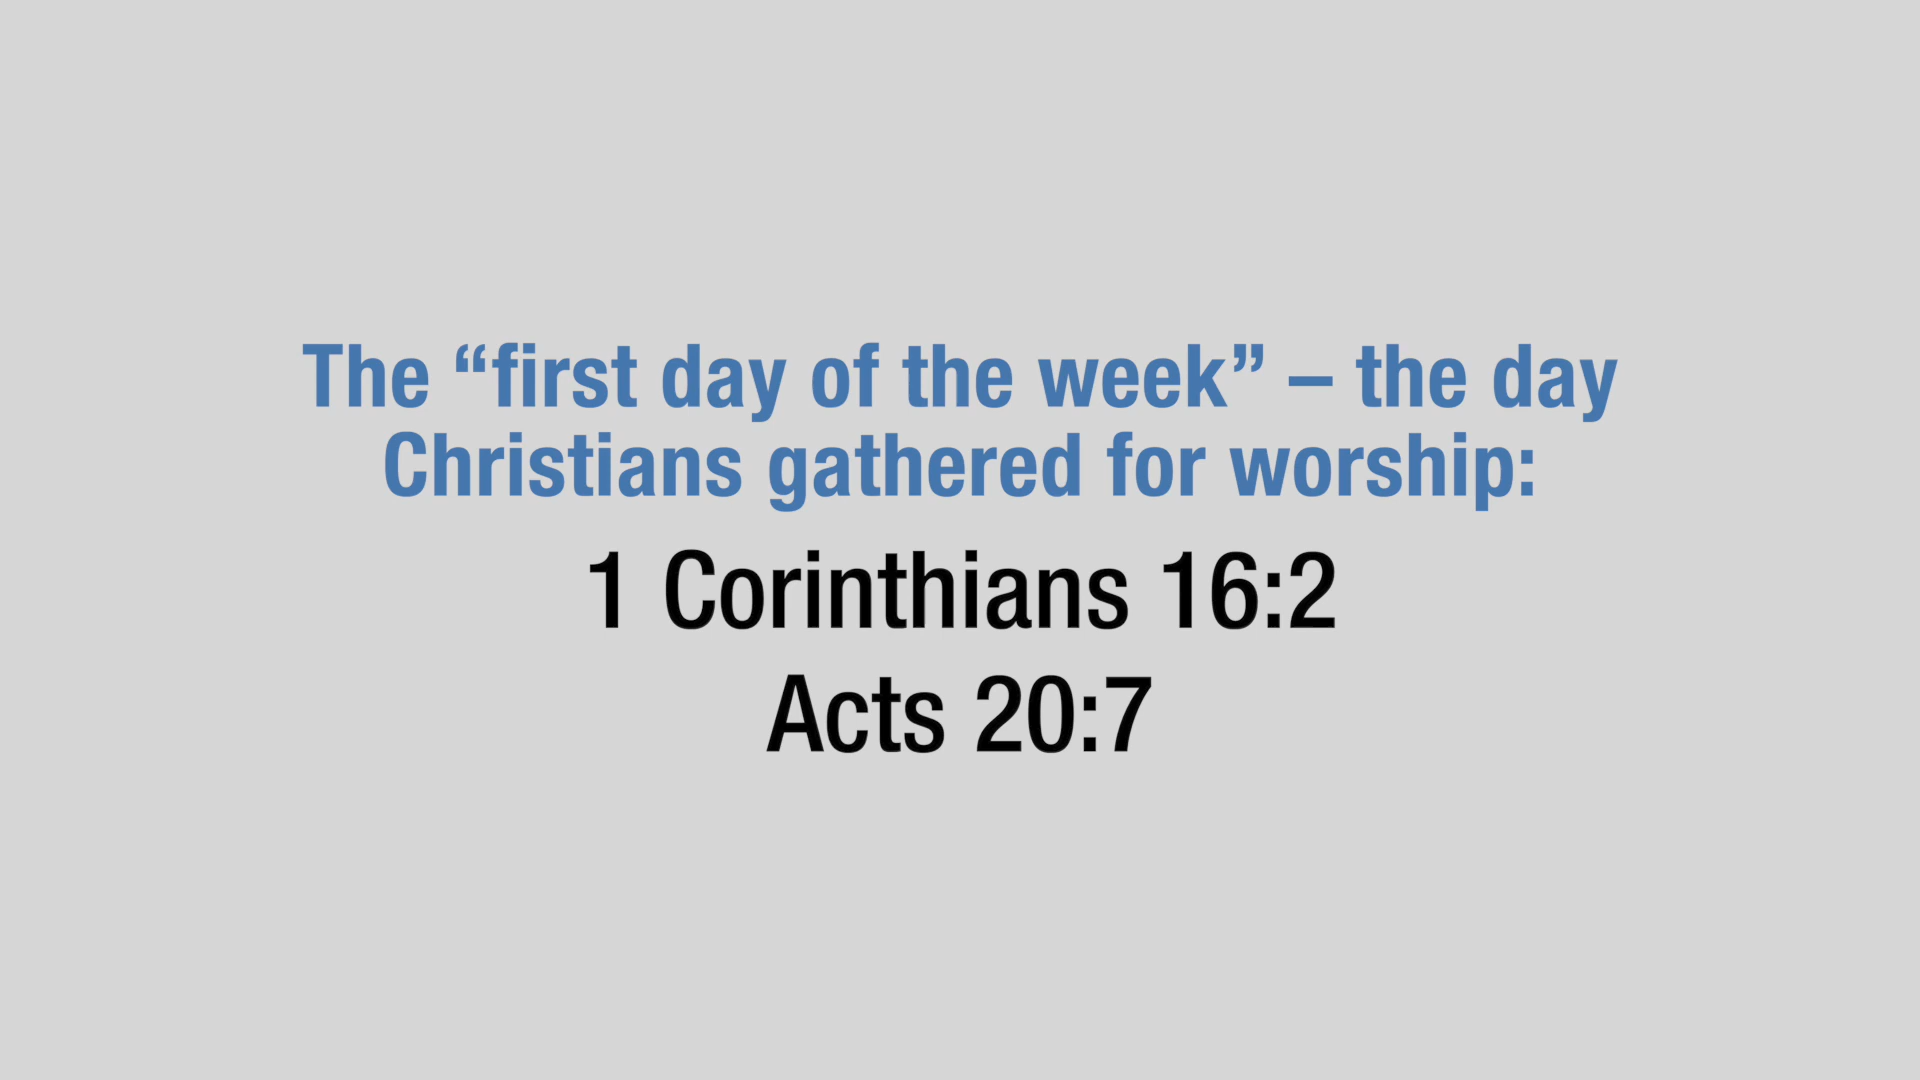 The “first day of the week” – the day
Christians gathered for worship:
1 Corinthians 16:2
Acts 20:7